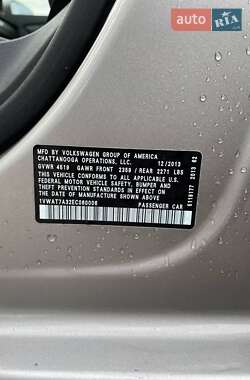 AUTO RIA
MFD BY VOLKSWAGEN GROUP OF AMERICA
CHATTANOOGA OPERATIONS, LLC. 12/2013
GVWR 4519 GAWR FRONT 2359 / REAR 2271 LBS
THIS VEHICLE CONFORMS TO ALL APPLICABLE
FEDERAL MOTOR VEHICLE SAFETY, BUMPER AND
THEFT PREVENTION STANDARDS IN EFFECT ON THE
DATE OF MANUFACTURE SHOWN ABOVE.
PASSENGER CAR